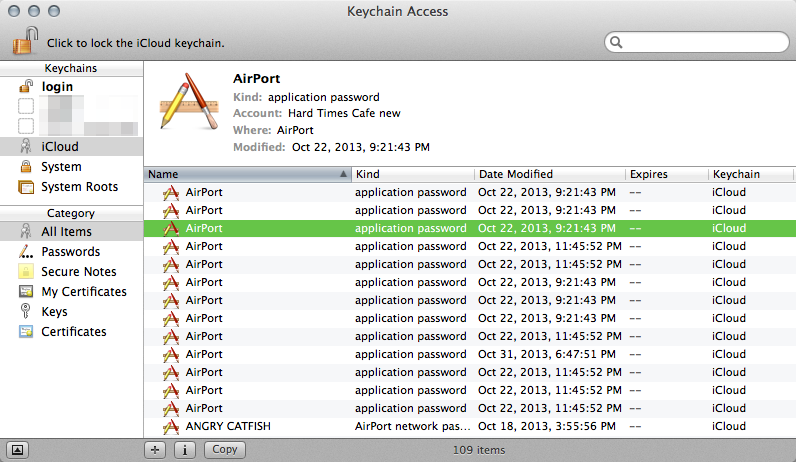 Keychain Access
Click to lock the iCloud keychain.
Keychains
login
iCloud
System
System Roots
Category
All Items
Passwords
Secure Notes
My Certificates
Keys
Certificates
AirPort
Kind: application password
Account: Hard Times Cafe new
Where: AirPort
Modified: Oct 22, 2013, 9:21:43 PM
Name Kind Date Modified Expires Keychain
AirPort application password Oct 22, 2013, 9:21:43 PM -- iCloud
AirPort application password Oct 22, 2013, 9:21:43 PM -- iCloud
AirPort application password Oct 22, 2013, 9:21:43 PM -- iCloud
AirPort application password Oct 22, 2013, 11:45:52 PM -- iCloud
AirPort application password Oct 22, 2013, 11:45:52 PM -- iCloud
AirPort application password Oct 22, 2013, 9:21:43 PM -- iCloud
AirPort application password Oct 22, 2013, 9:21:43 PM -- iCloud
AirPort application password Oct 22, 2013, 9:21:43 PM -- iCloud
AirPort application password Oct 22, 2013, 11:45:52 PM -- iCloud
AirPort application password Oct 31, 2013, 6:47:51 PM -- iCloud
AirPort application password Oct 22, 2013, 11:45:52 PM -- iCloud
AirPort application password Oct 22, 2013, 11:45:52 PM -- iCloud
AirPort application password Oct 22, 2013, 11:45:52 PM -- iCloud
ANGRY CATFISH AirPort network pas... Oct 18, 2013, 3:55:56 PM -- iCloud
Copy
109 items